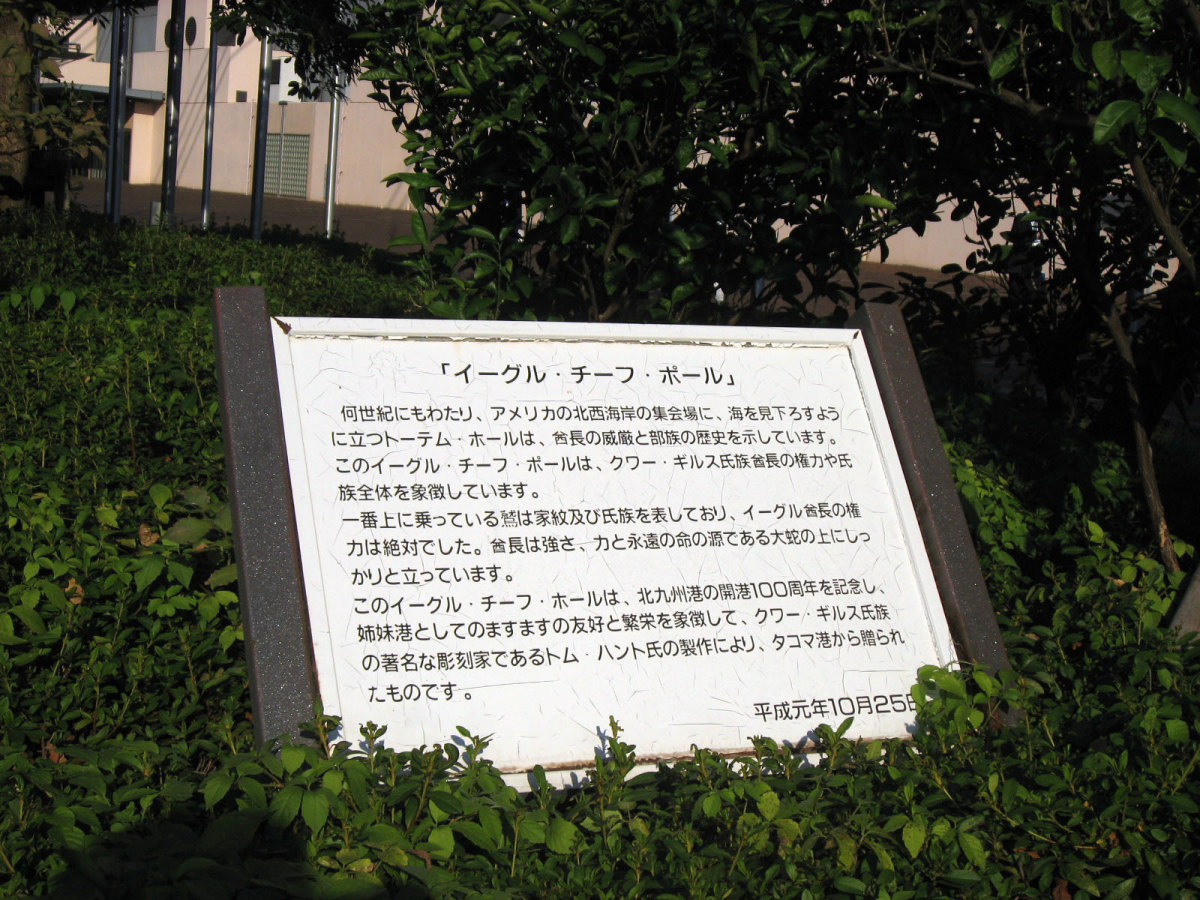 「イーグル・チーフ・ポール」
何世紀にもわたり、アメリカの北西海岸の集会場に、海を見下ろすよう
に立つトーテム・ホールは、酋長の威厳と部族の歴史を示しています。
このイーグル・チーフ・ポールは、クワー・ギルス氏族酋長の権力や氏
族全体を象徴しています。
一番上に乗っている鷲は家紋及び氏族を表しており、イーグル酋長の権
力は絶対でした。酋長は強さ、力と永遠の命の源である大蛇の上にしっ
かりと立っています。
このイーグル・チーフ・ホールは、北九州港の開港100周年を記念し、
姉妹港としてのますますの友好と繁栄を象徴して、クワー・ギルス氏族
の著名な彫刻家であるトム・ハント氏の製作により、タコマ港から贈られ
たものです。
平成元年10月25日